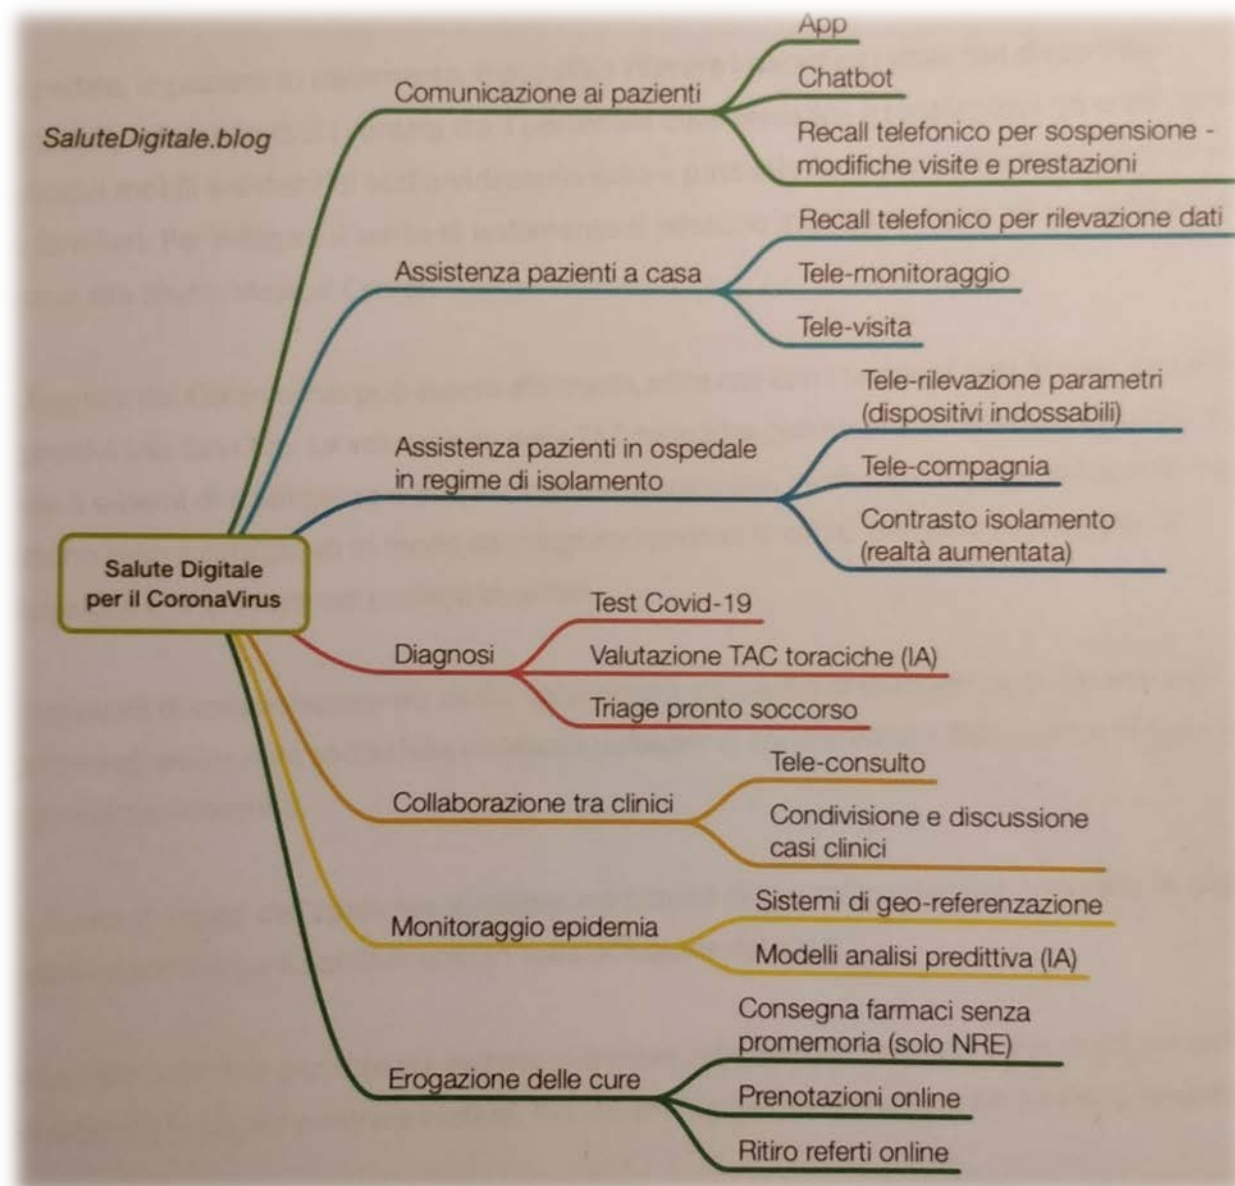 SaluteDigitale.blog
Salute Digitale
per il CoronaVirus
Comunicazione ai pazienti
App
Chatbot
Recall telefonico per sospensione -
modifiche visite e prestazioni
Assistenza pazienti a casa
Recall telefonico per rilevazione dati
Tele-monitoraggio
Tele-visita
Assistenza pazienti in ospedale
in regime di isolamento
Tele-rilevazione parametri
(dispositivi indossabili)
Tele-compagnia
Contrasto isolamento
(realtà aumentata)
Diagnosi
Test Covid-19
Valutazione TAC toraciche (IA)
Triage pronto soccorso
Collaborazione tra clinici
Tele-consulto
Condivisione e discussione
casi clinici
Monitoraggio epidemia
Sistemi di geo-referenzazione
Modelli analisi predittiva (IA)
Erogazione delle cure
Consegna farmaci senza
promemoria (solo NRE)
Prenotazioni online
Ritiro referti online